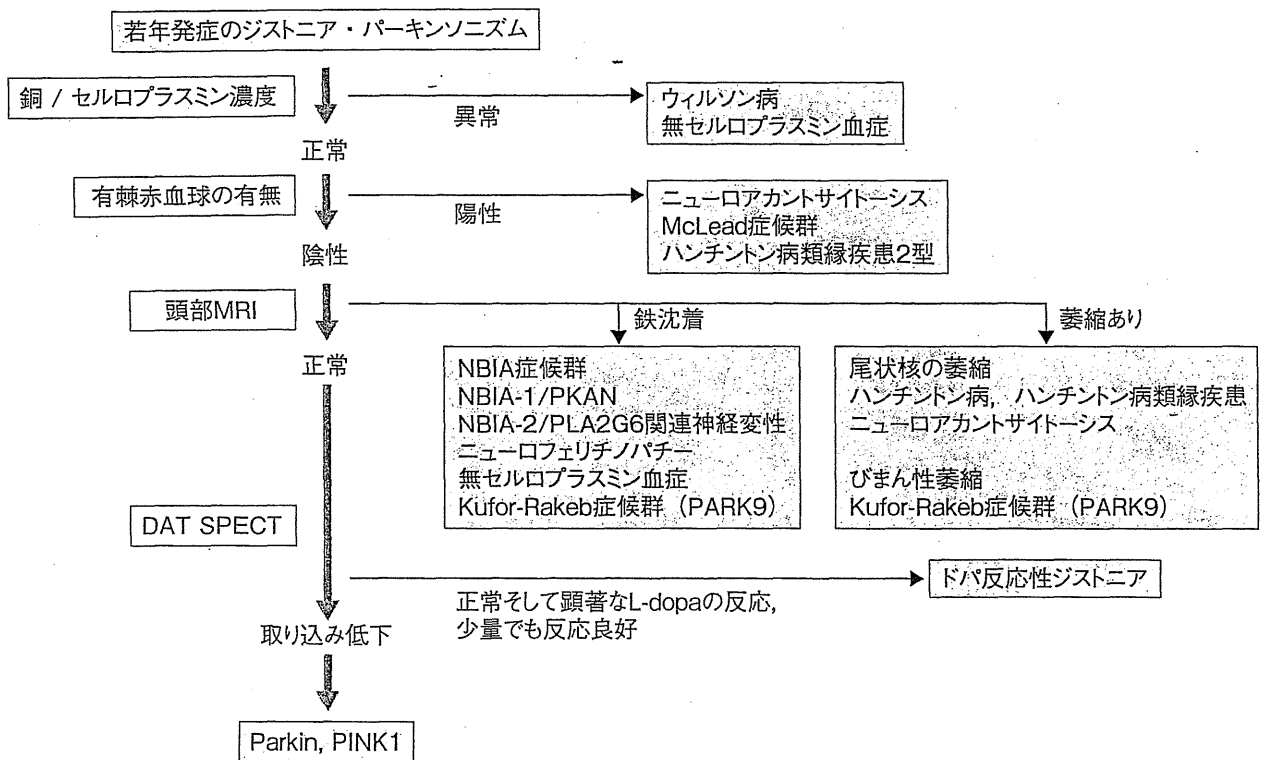 若年発症のジストニア・パーキンソニズム
銅 / セルロプラスミン濃度
異常
ウィルソン病
無セルロプラスミン血症
正常
有棘赤血球の有無
陽性
ニューロアカントサイトーシス
McLead症候群
ハンチントン病類縁疾患2型
陰性
頭部MRI
鉄沈着
萎縮あり
正常
NBIA症候群
NBIA-1/PKAN
NBIA-2/PLA2G6関連神経変性
ニューロフェリチノパチー
無セルロプラスミン血症
Kufor-Rakeb症候群（PARK9）
尾状核の萎縮
ハンチントン病，ハンチントン病類縁疾患
ニューロアカントサイトーシス
びまん性萎縮
Kufor-Rakeb症候群（PARK9）
DAT SPECT
正常そして顕著なL-dopaの反応，
少量でも反応良好
ドパ反応性ジストニア
取り込み低下
Parkin, PINK1